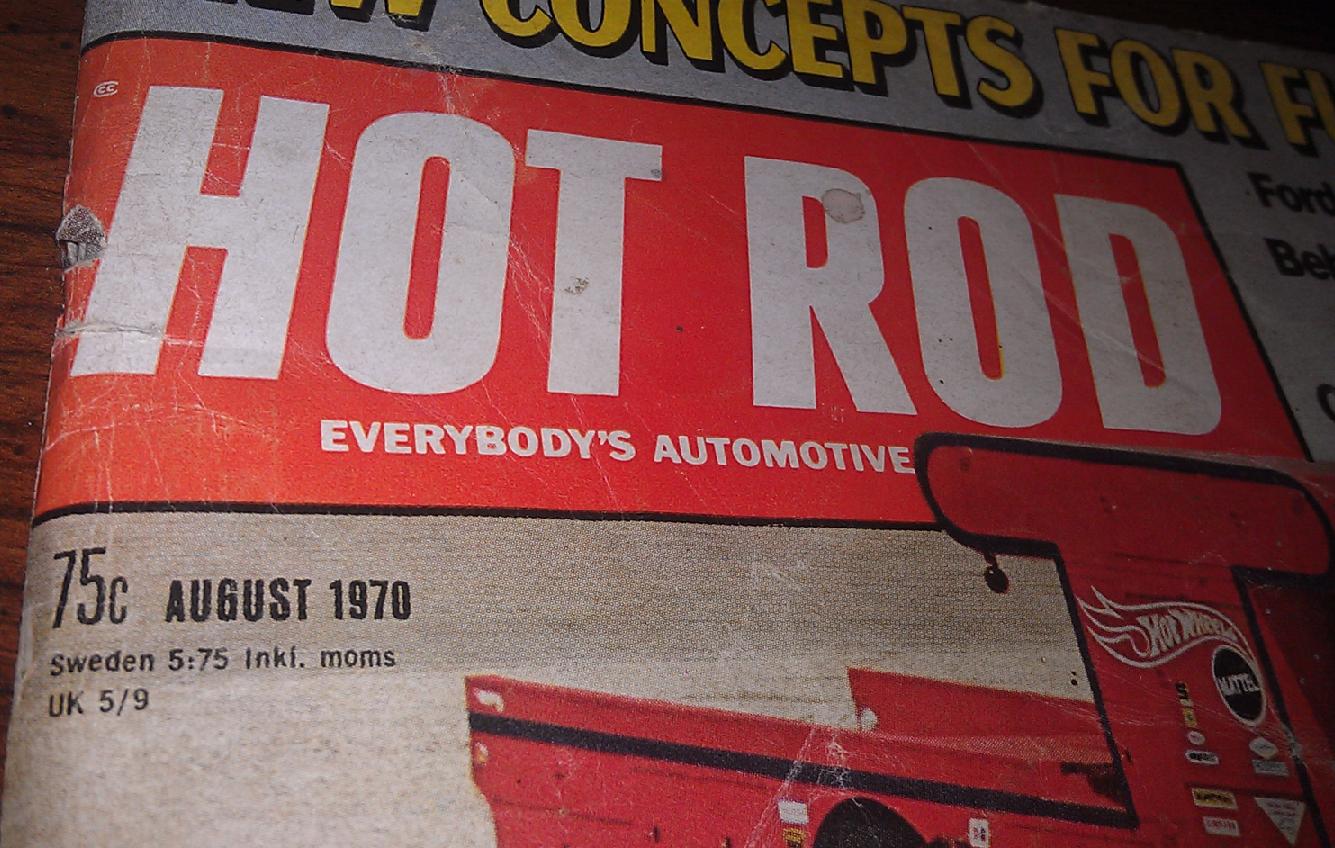 CONCEPTS FOR
HOT ROD
EVERYBODY'S AUTOMOTIVE
75c AUGUST 1970
Sweden 5:75 Inkl. moms
UK 5/9
Ford
HOT WHEELS
MATTEL